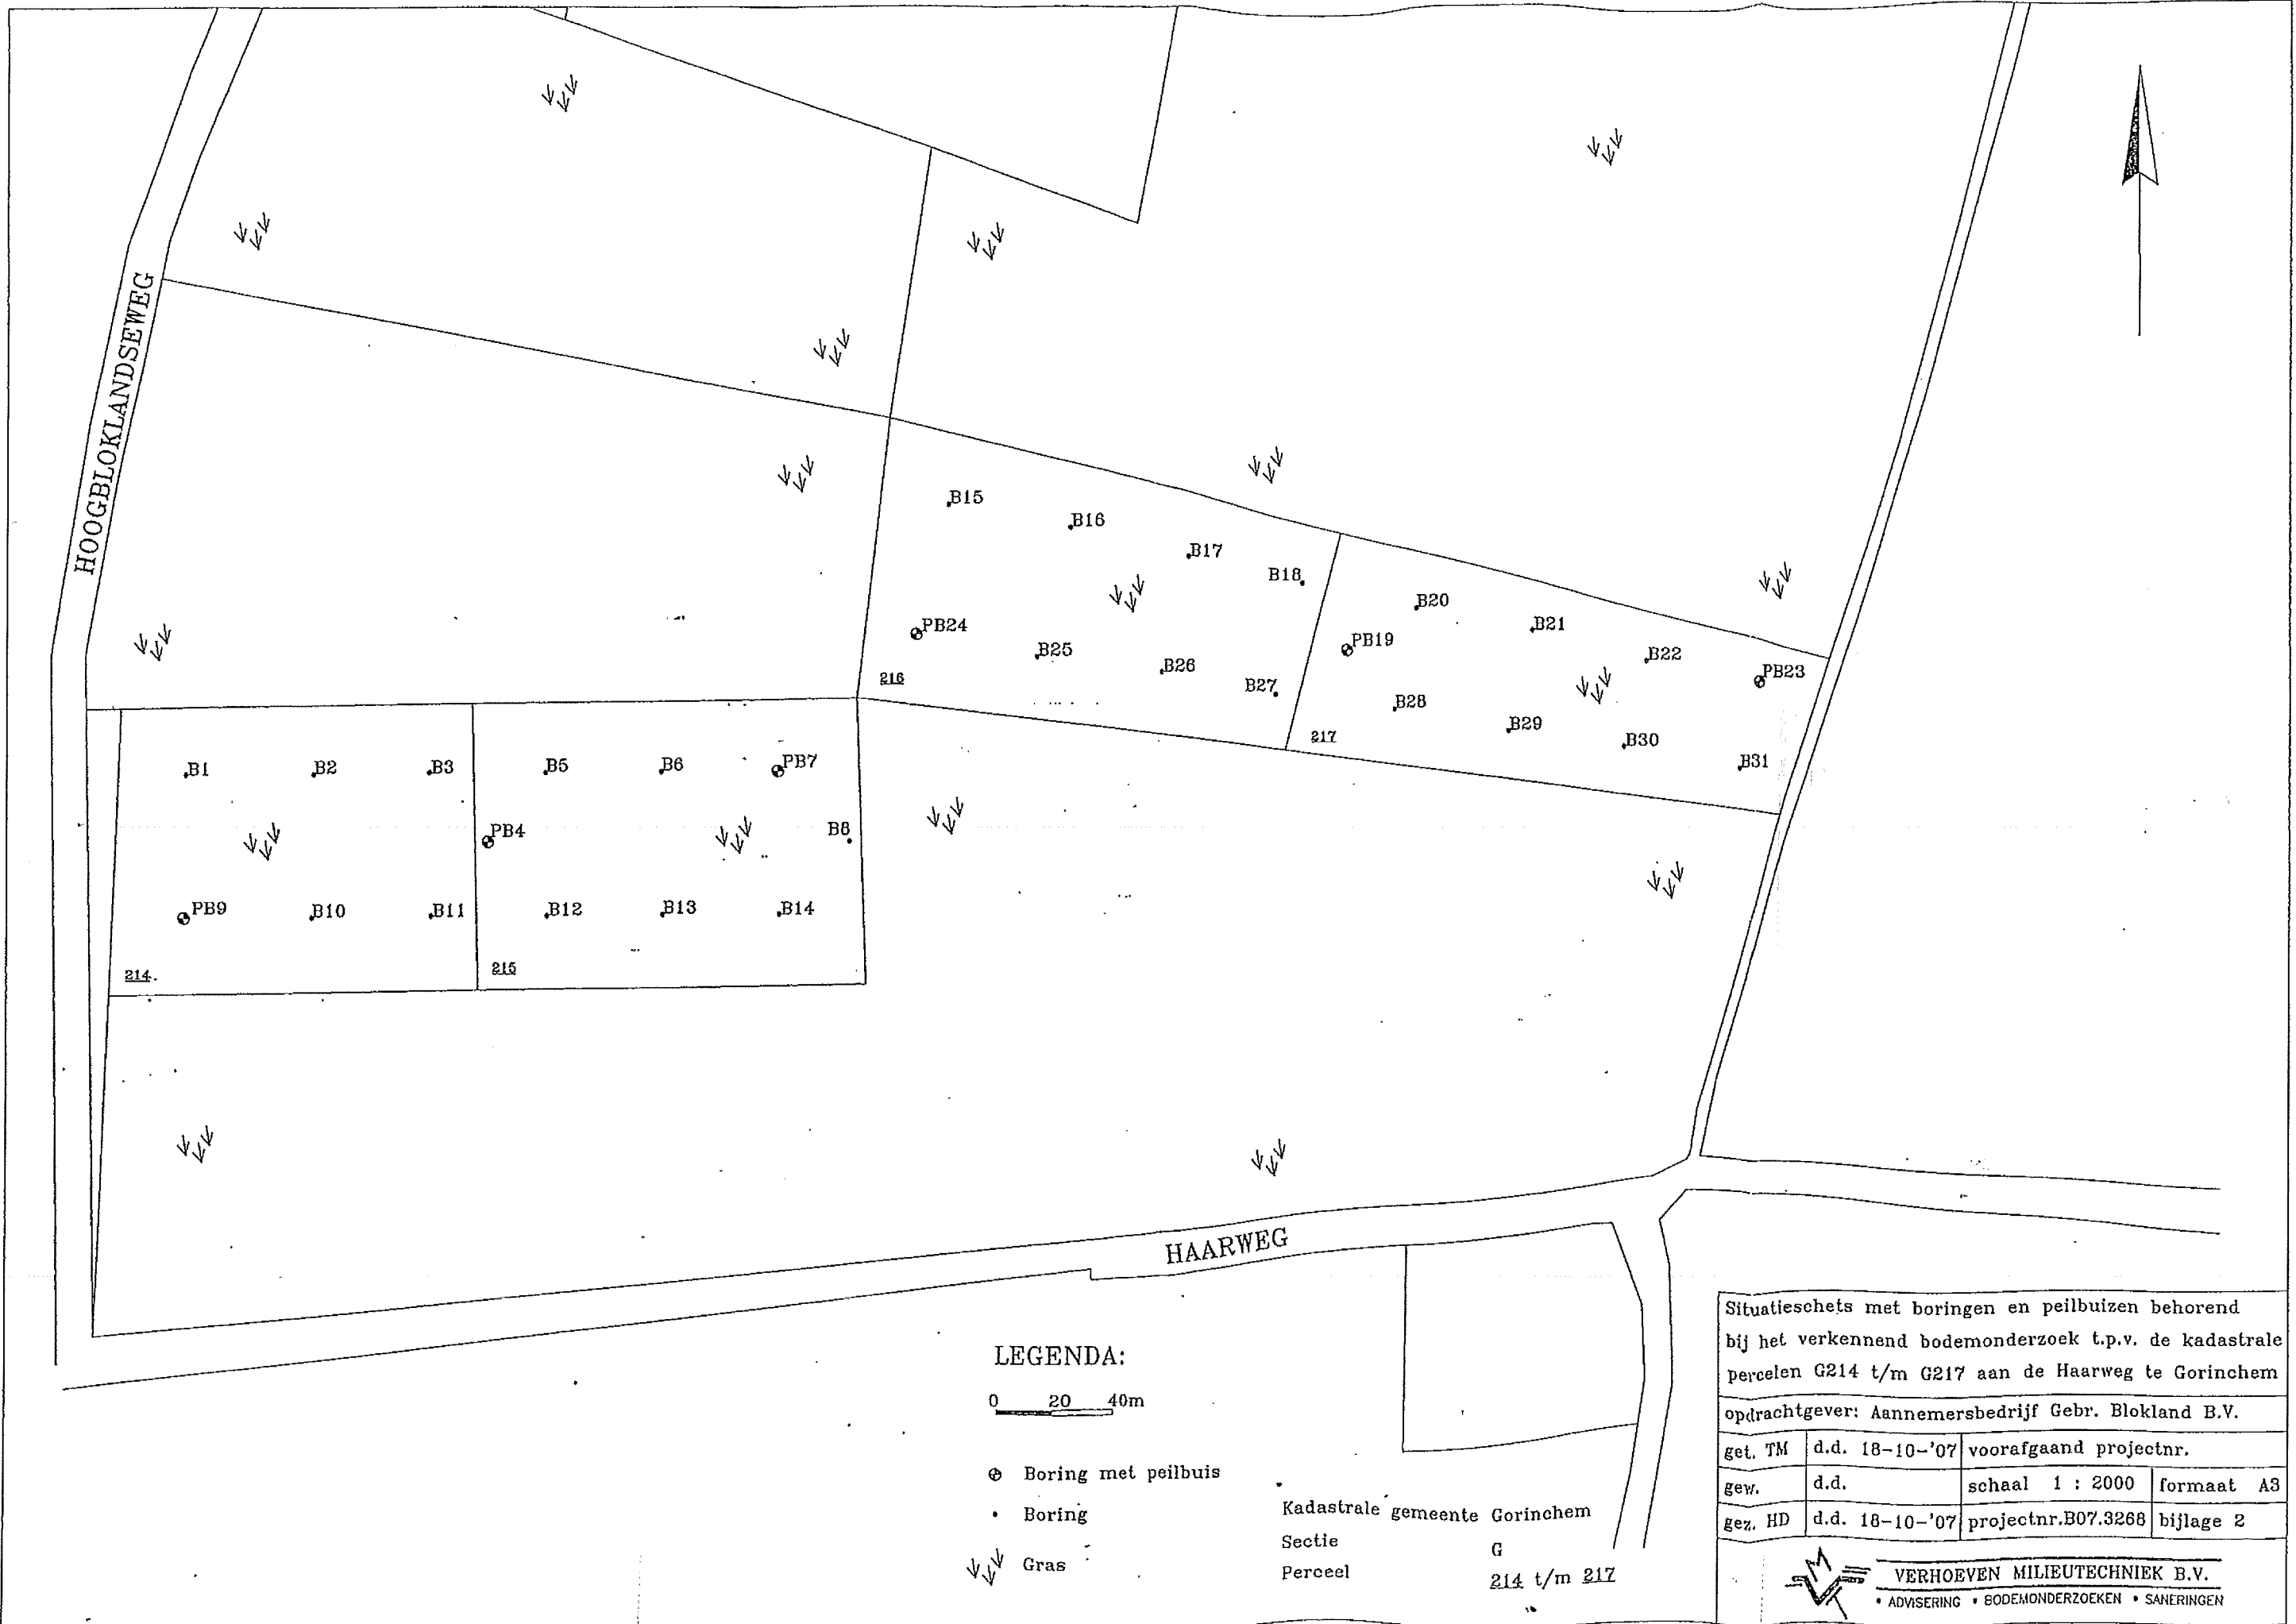 HOOGBLOKLANDSEWEG
B15
B16
B17
B18
B20
B21
B22
PB23
PB24
B25
B26
B27
PB19
B28
B29
B30
B31
216
217
B1
B2
B3
B5
B6
PB7
PB4
B8
PB9
B10
B11
B12
B13
B14
214
215
HAARWEG
LEGENDA:
0 20 40m
Boring met peilbuis
Boring
Gras
Kadastrale gemeente Gorinchem
Sectie G
Perceel 214 t/m 217
Situatieschets met boringen en peilbuizen behorend
bij het verkennend bodemonderzoek t.p.v. de kadastrale
percelen G214 t/m G217 aan de Haarweg te Gorinchem
opdrachtgever: Aannemersbedrijf Gebr. Blokland B.V.
get. TM d.d. 18-10-'07 voorafgaand projectnr.
gew. d.d. schaal 1 : 2000 formaat A3
gez. HD d.d. 18-10-'07 projectnr.B07.3268 bijlage 2
VERHOEVEN MILIEUTECHNIEK B.V.
• ADVISERING • BODEMONDERZOEKEN • SANERINGEN